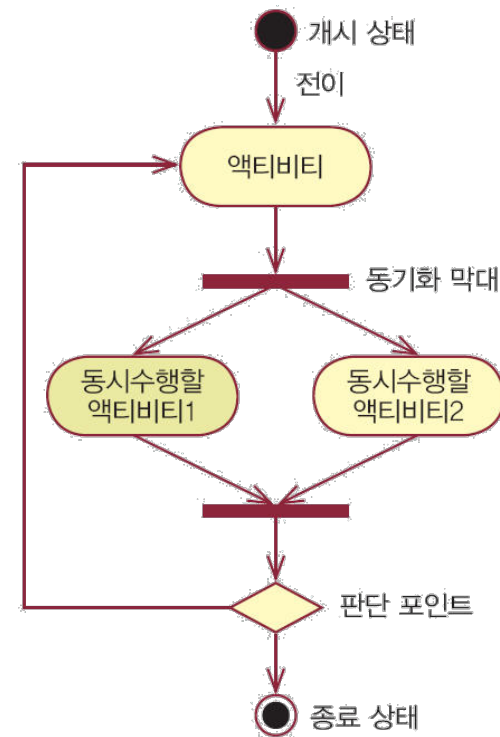 개시 상태
전이
액티비티
동기화 막대
동시수행할
액티비티1
동시수행할
액티비티2
판단 포인트
종료 상태